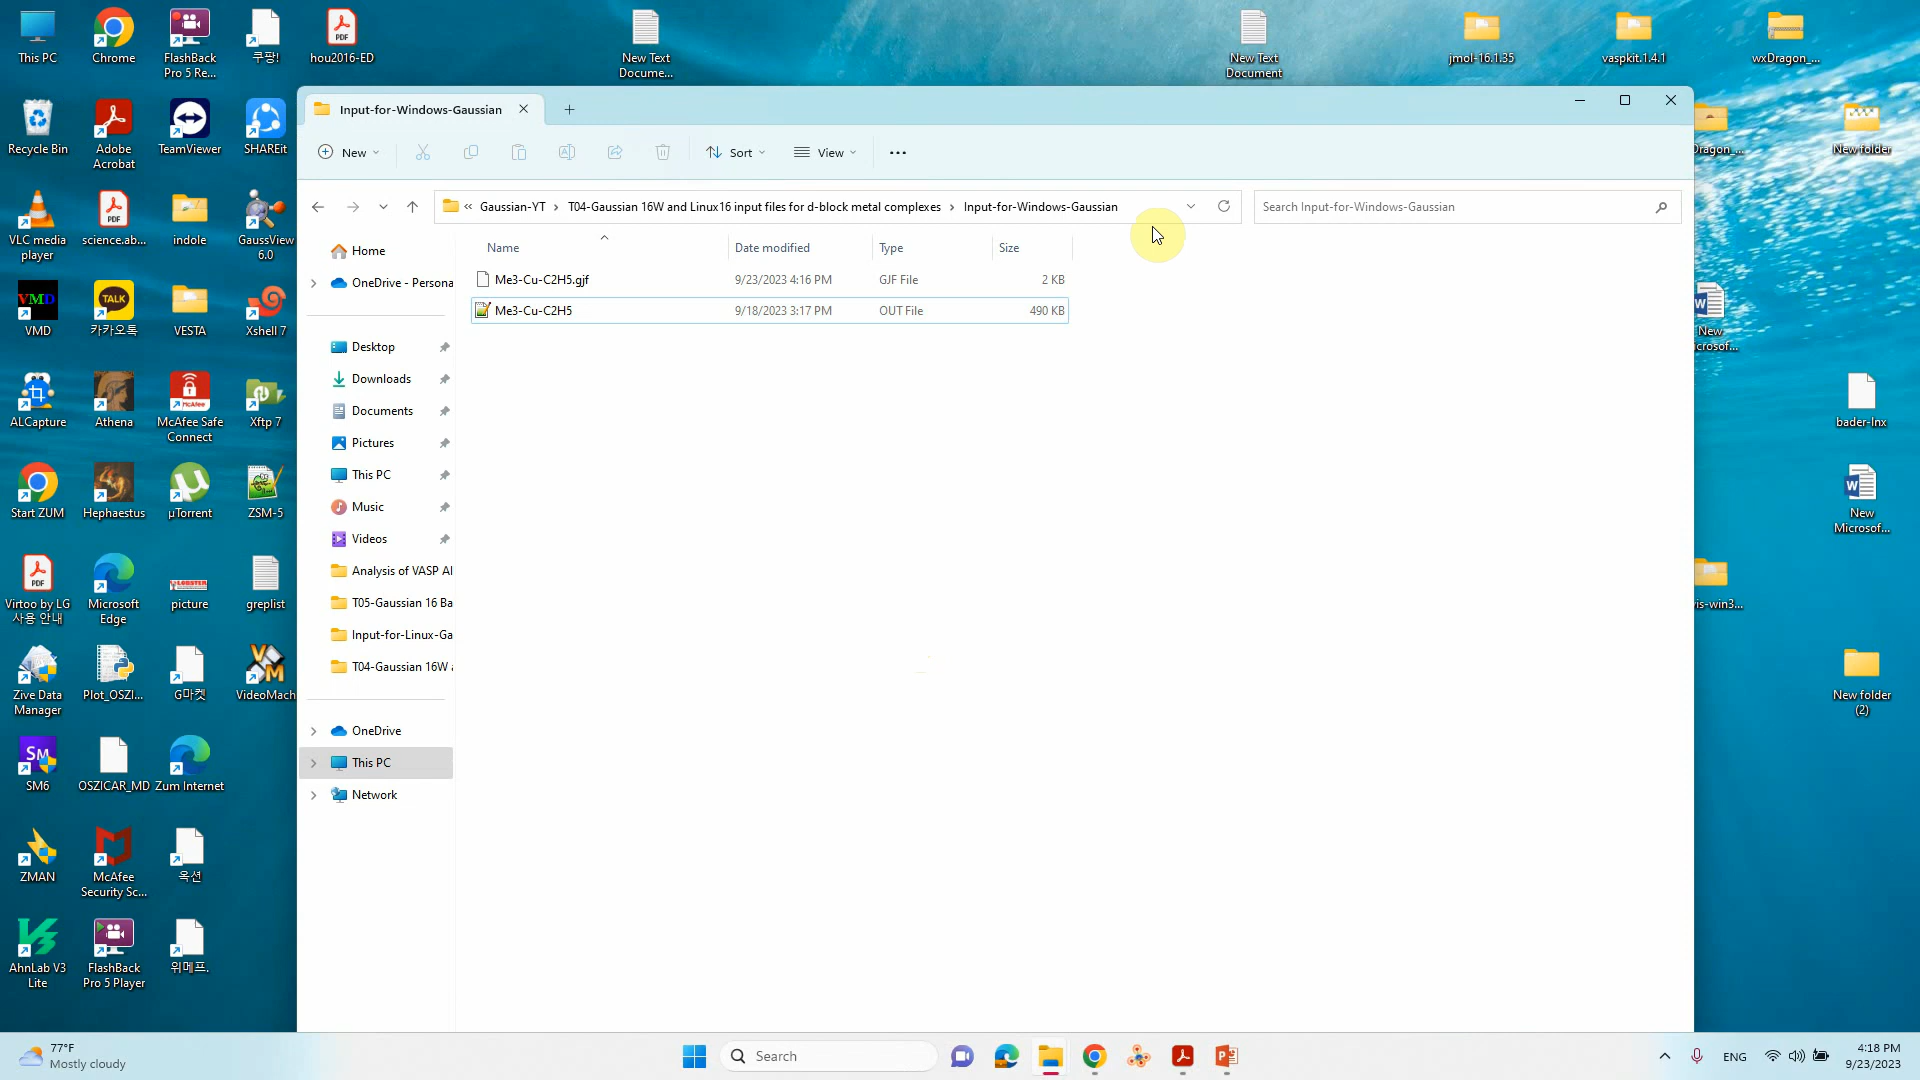 This PC
Chrome
FlashBack
Pro 5 Re...
쿠팡!
hou2016-ED
New Text
Docume...
New Text
Document
jmol-16.1.35
vaspkit.1.4.1
wxDragon_...
Recycle Bin
Adobe
Acrobat
TeamViewer
SHAREit
Dragon_...
New folder
VLC media
player
science.ab...
indole
GaussView
6.0
VMD
VMD
TALK
카카오톡
VESTA
Xshell 7
New
icrosof...
ALCapture
Athena
McAfee Safe
Connect
Xftp 7
bader-lnx
Start ZUM
Hephaestus
µTorrent
ZSM-5
New
Microsof...
Virtoo by LG
사용 안내
Microsoft
Edge
picture
greplist
vis-win3...
Zive Data
Manager
Plot_OSZI...
G마켓
VideoMach
New folder
(2)
SM
SM6
OSZICAR_MD
Zum Internet
ZMAN
McAfee
Security Sc...
옥션
AhnLab V3
Lite
FlashBack
Pro 5 Player
위메프.
Input-for-Windows-Gaussian
New
Sort
View
« Gaussian-YT › T04-Gaussian 16W and Linux16 input files for d-block metal complexes › Input-for-Windows-Gaussian
Search Input-for-Windows-Gaussian
Home
OneDrive - Persona
Desktop
Downloads
Documents
Pictures
This PC
Music
Videos
Analysis of VASP AI
T05-Gaussian 16 Ba
Input-for-Linux-Ga
T04-Gaussian 16W a
OneDrive
This PC
Network
Name Date modified Type Size
Me3-Cu-C2H5.gjf 9/23/2023 4:16 PM GJF File 2 KB
Me3-Cu-C2H5 9/18/2023 3:17 PM OUT File 490 KB
77°F
Mostly cloudy
Search
ENG
4:18 PM
9/23/2023